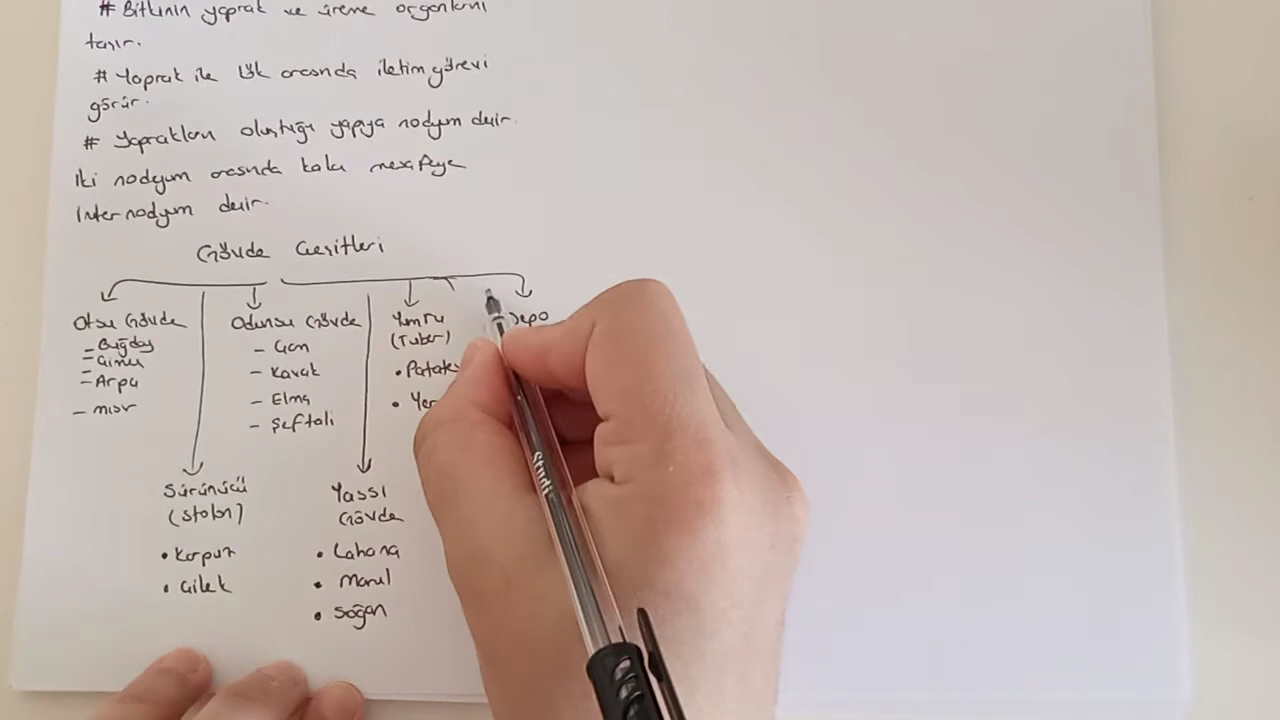 # Bitkinin yaprak ve üreme organlarını
taşır.
# Yaprak ile kök arasında iletim görevi
görür.
# Yaprakların oluştuğu yapıya nodyum denir.
İki nodyum arasında kalan mesafeye
İnternodyum denir.
Gövde Çeşitleri
Otsu Gövde
- Buğday
- Çimen
- Arpa
- mısır
Odunsu Gövde
- Çam
- Kavak
- Elma
- Şeftali
Yumru
(Tuber)
• Patates
Depo
Sürünücü
(Stolon)
• Karpuz
• Çilek
Yassı
Gövde
• Lahana
• Marul
• Soğan